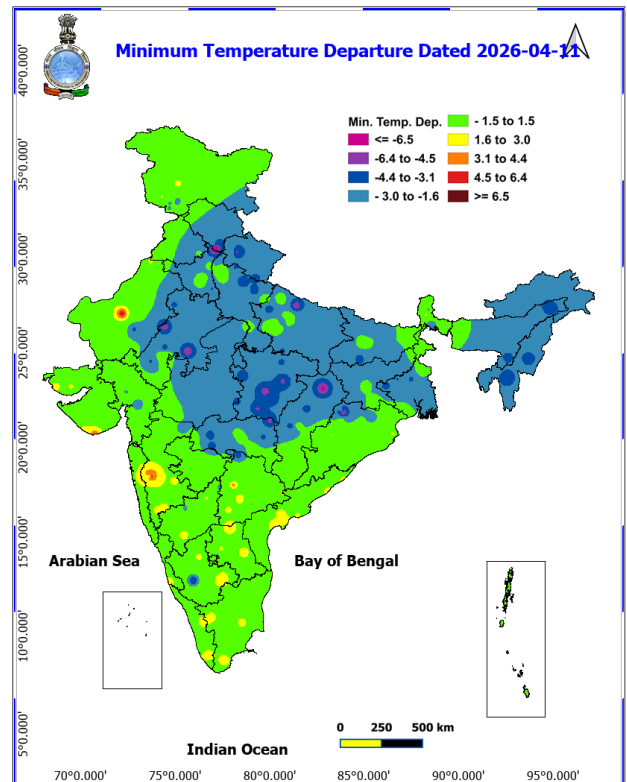 Minimum Temperature Departure Dated 2026-04-11
Min. Temp. Dep.
<= -6.5
-6.4 to -4.5
-4.4 to -3.1
- 3.0 to -1.6
- 1.5 to 1.5
1.6 to 3.0
3.1 to 4.4
4.5 to 6.4
>= 6.5
40°0.000'
35°0.000'
30°0.000'
25°0.000'
20°0.000'
15°0.000'
10°0.000'
5°0.000'
Arabian Sea
Bay of Bengal
0 250 500 km
Indian Ocean
70°0.000' 75°0.000' 80°0.000' 85°0.000' 90°0.000' 95°0.000'